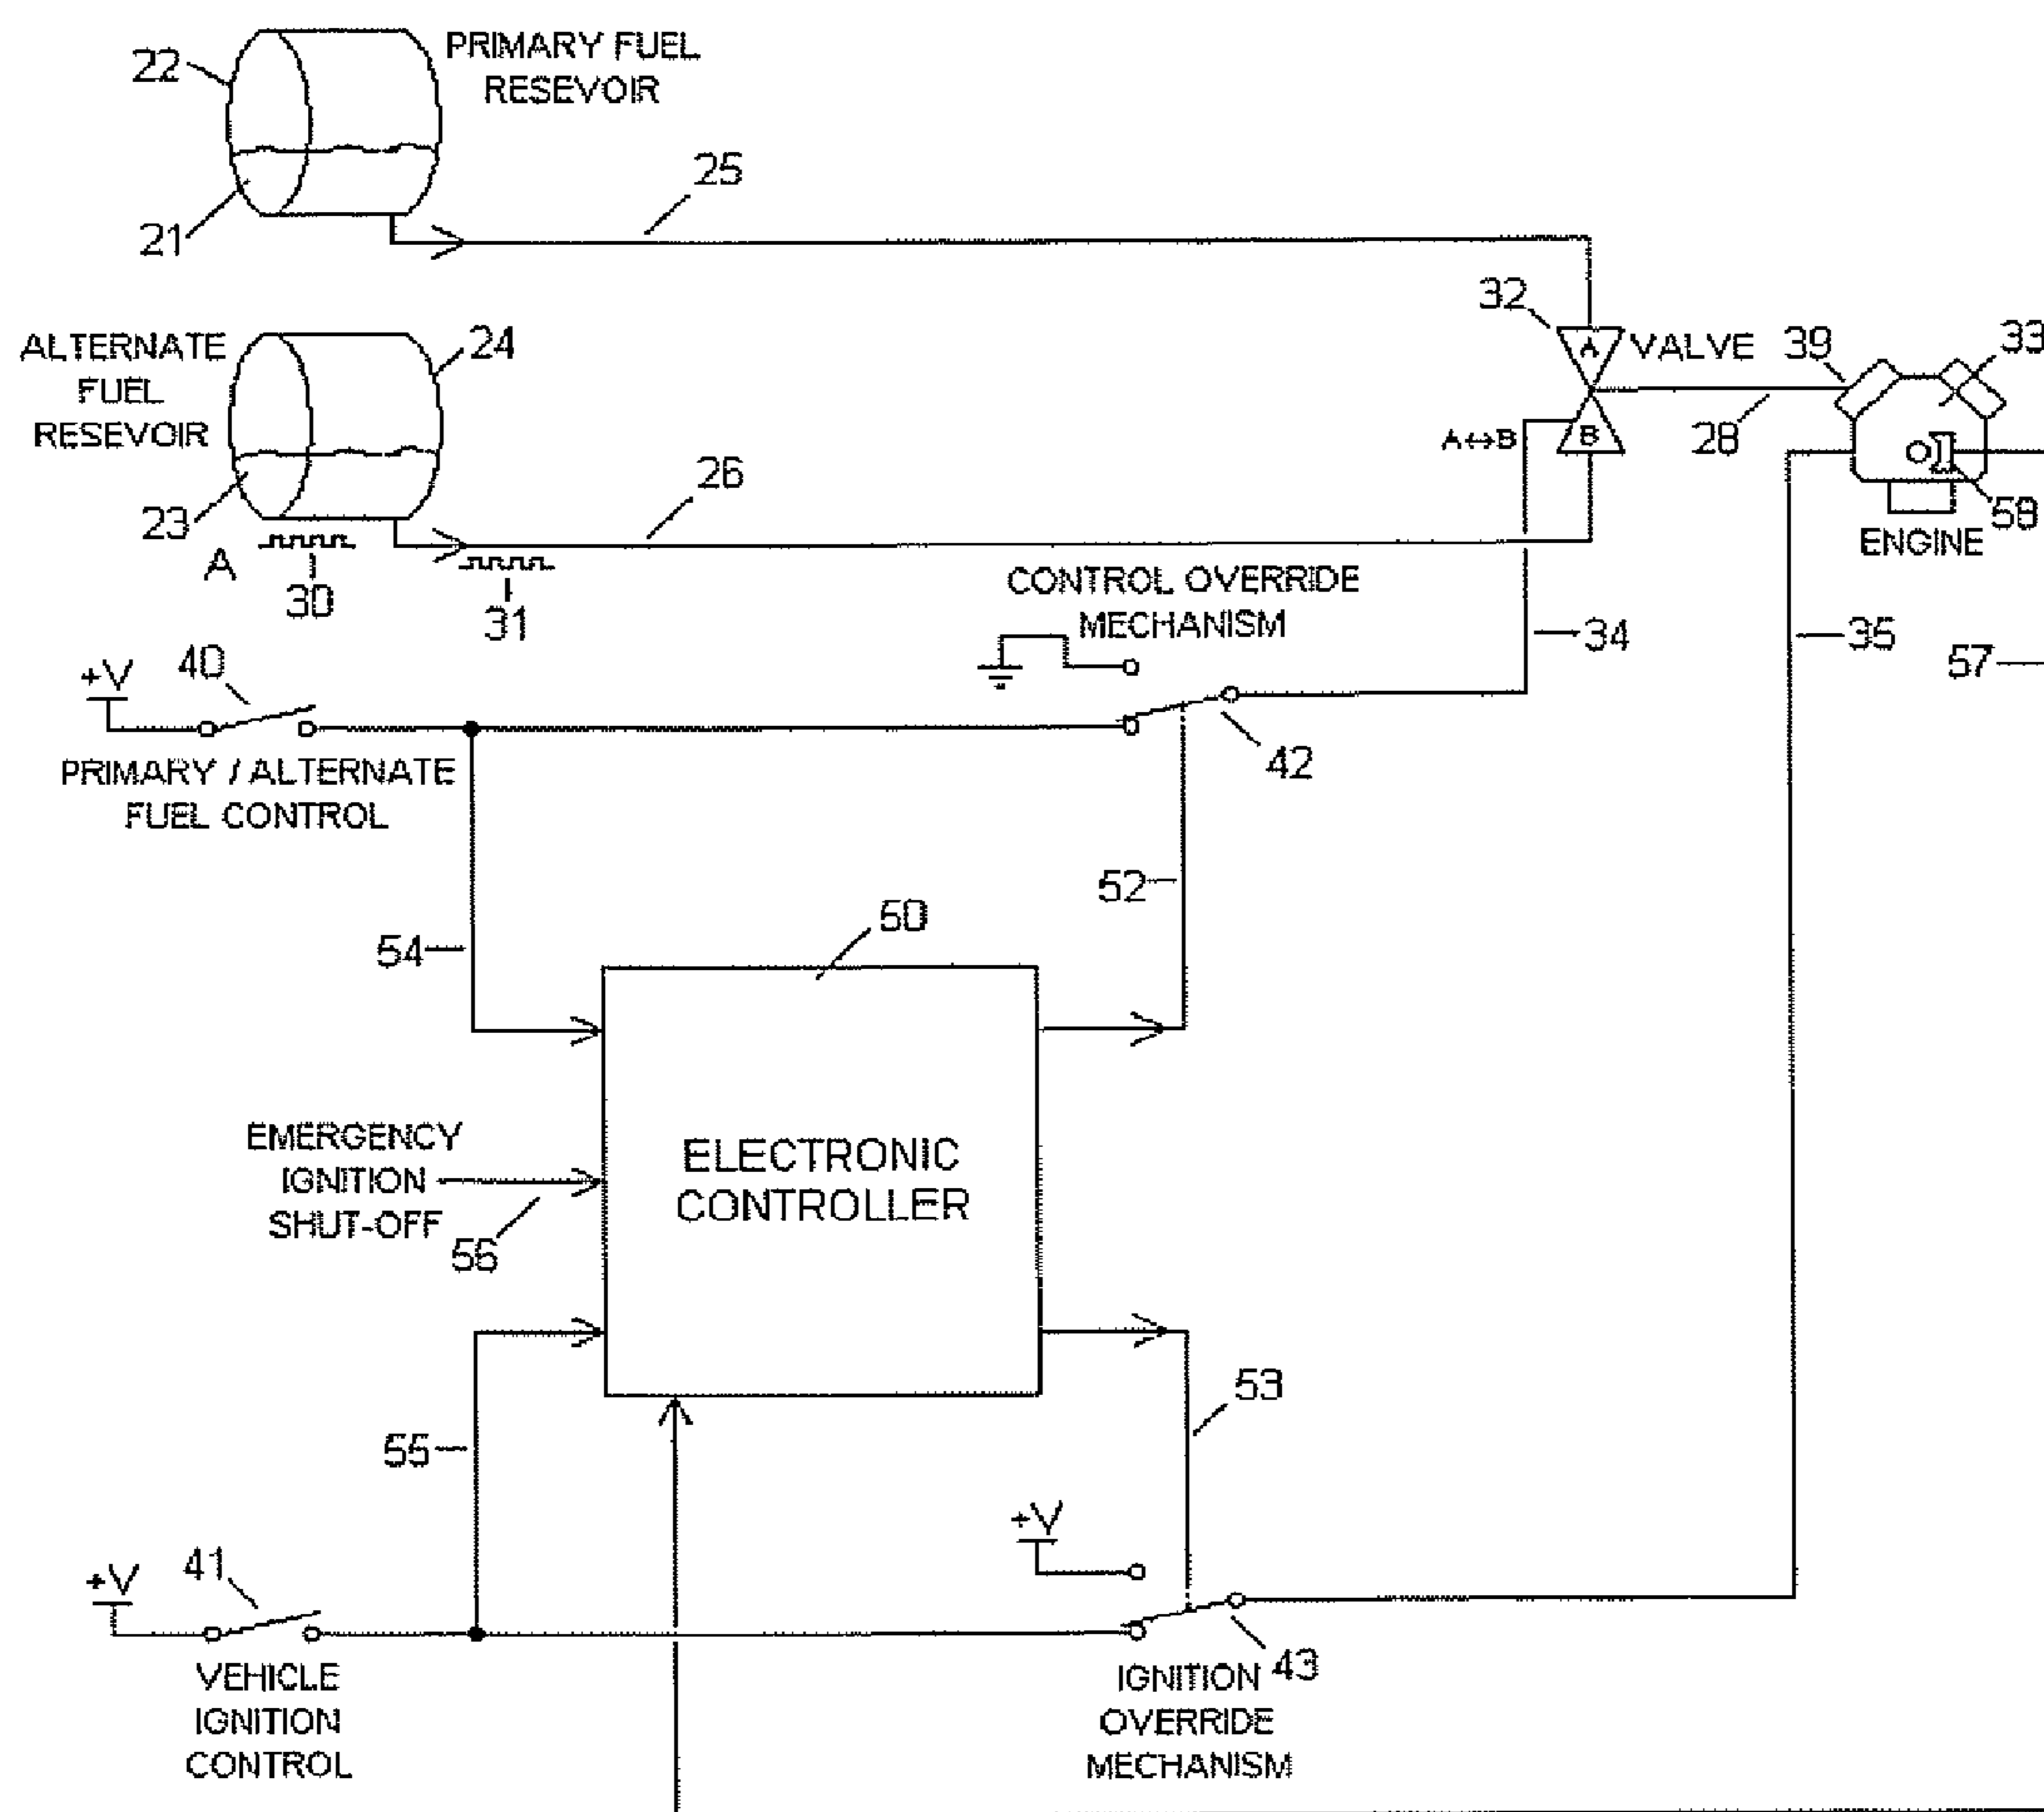 22
PRIMARY FUEL
RESEVOIR
21
25
32
A
VALVE
39
33
ALTERNATE
FUEL
RESEVOIR
24
23
26
A↔B
B
28
58
ENGINE
A
30
31
CONTROL OVERRIDE
MECHANISM
34
35
57
+V
40
42
PRIMARY / ALTERNATE
FUEL CONTROL
52
54
50
EMERGENCY
IGNITION
SHUT-OFF
56
ELECTRONIC
CONTROLLER
53
55
+V
+V
41
43
VEHICLE
IGNITION
CONTROL
IGNITION
OVERRIDE
MECHANISM